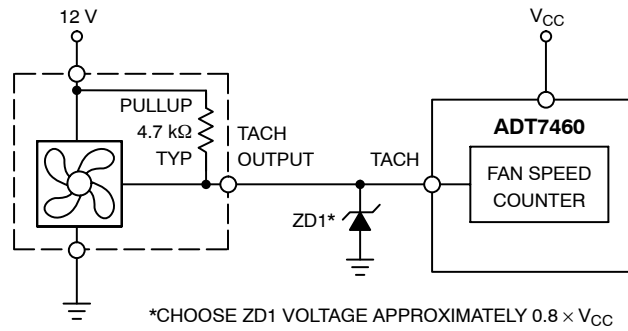 12 V
VCC
PULLUP
4.7 kΩ
TYP
TACH
OUTPUT
TACH
ADT7460
FAN SPEED
COUNTER
ZD1*
*CHOOSE ZD1 VOLTAGE APPROXIMATELY 0.8 × VCC